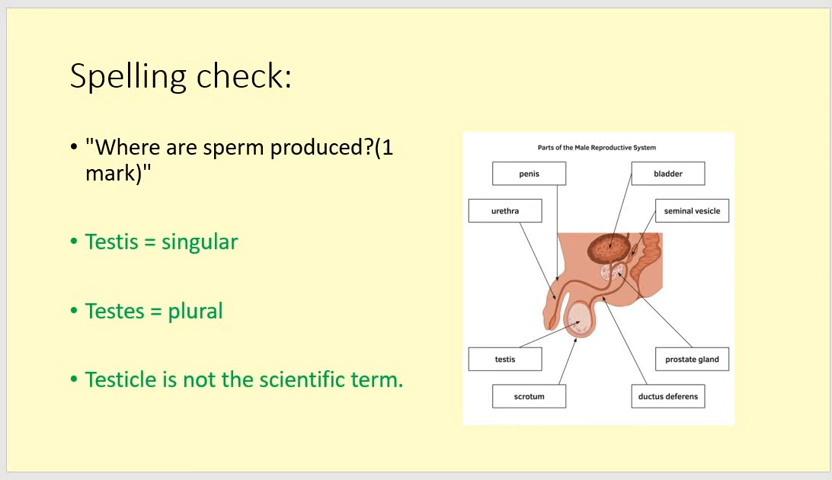 Spelling check:
• "Where are sperm produced?(1
mark)"
• Testis = singular
• Testes = plural
• Testicle is not the scientific term.
Parts of the Male Reproductive System
penis
bladder
urethra
seminal vesicle
testis
prostate gland
scrotum
ductus deferens